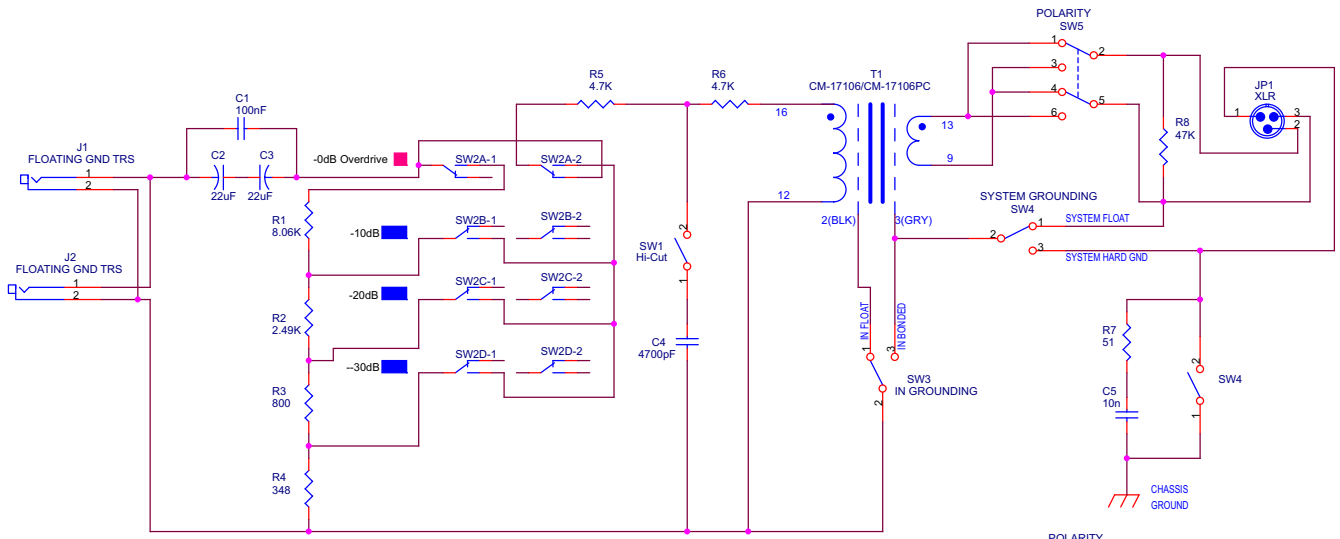 POLARITY
SW5
1
2
3
4
5
6
R5
4.7K
R6
4.7K
T1
CM-17106/CM-17106PC
16
13
9
12
2(BLK)
3(GRY)
JP1
XLR
1
3
2
R8
47K
C1
100nF
J1
FLOATING GND TRS
1
2
C2
22uF
C3
22uF
-0dB Overdrive
SW2A-1
SW2A-2
R1
8.06K
-10dB
SW2B-1
SW2B-2
J2
FLOATING GND TRS
1
2
-20dB
SW2C-1
SW2C-2
R2
2.49K
--30dB
SW2D-1
SW2D-2
R3
800
R4
348
SW1
Hi-Cut
2
1
C4
4700pF
SYSTEM GROUNDING
SW4
1
2
3
SYSTEM FLOAT
SYSTEM HARD GND
IN FLOAT
IN BONDED
1
3
2
SW3
IN GROUNDING
R7
51
C5
10n
2
1
SW4
CHASSIS
GROUND
POLARITY